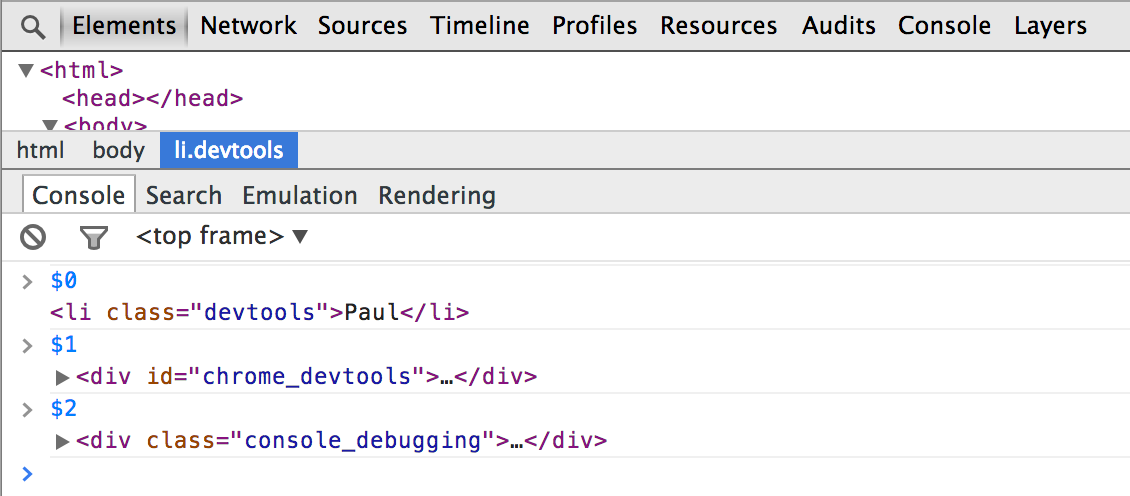 Elements Network Sources Timeline Profiles Resources Audits Console Layers
<html>
<head></head>
<body>
html body li.devtools
Console Search Emulation Rendering
<top frame>
$0
<li class="devtools">Paul</li>
$1
<div id="chrome_devtools">…</div>
$2
<div class="console_debugging">…</div>